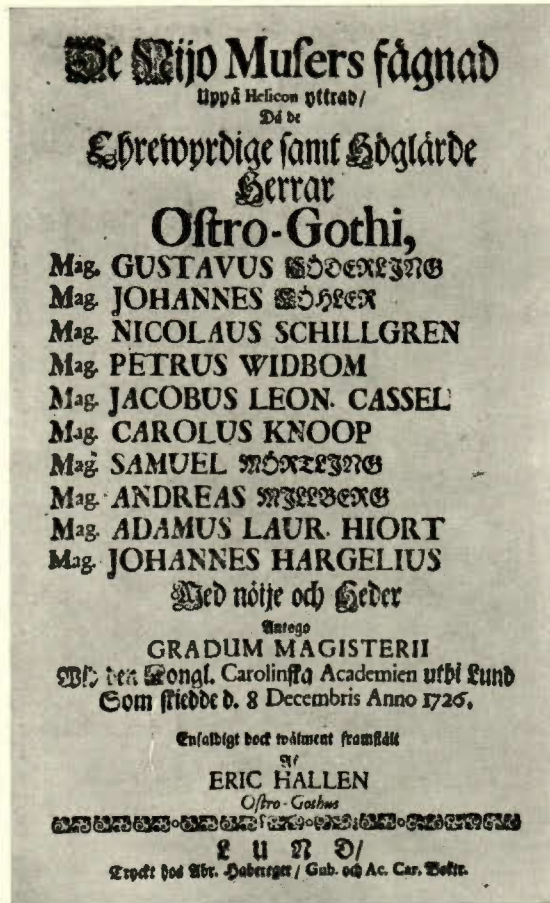 De Nijo Musers fägnad
Uppå Helicon yttrad/
Då de
Ehrewyrdige samt Höglärde
Herrar
Ostro-Gothi,
Mag. GUSTAVUS SÖDERLING
Mag. JOHANNES KÖHLER
Mag. NICOLAUS SCHILLGREN
Mag. PETRUS WIDBOM
Mag. JACOBUS LEON. CASSEL
Mag. CAROLUS KNOOP
Mag. SAMUEL MÖRTLING
Mag. ANDREAS MILLBERG
Mag. ADAMUS LAUR. HIORT
Mag. JOHANNES HARGELIUS
Med nöije och Heder
Antogo
GRADUM MAGISTERII
Wid den Kongl. Carolinska Academien uthi Lund
Som skiedde d. 8 Decembris Anno 1726.
Enfaldigt dock wälment framstält
Af
ERIC HALLEN
Ostro-Gothus
LUND/
Tryckt hos Abr. Habereger/ Gub. och Ac. Car. Boktr.